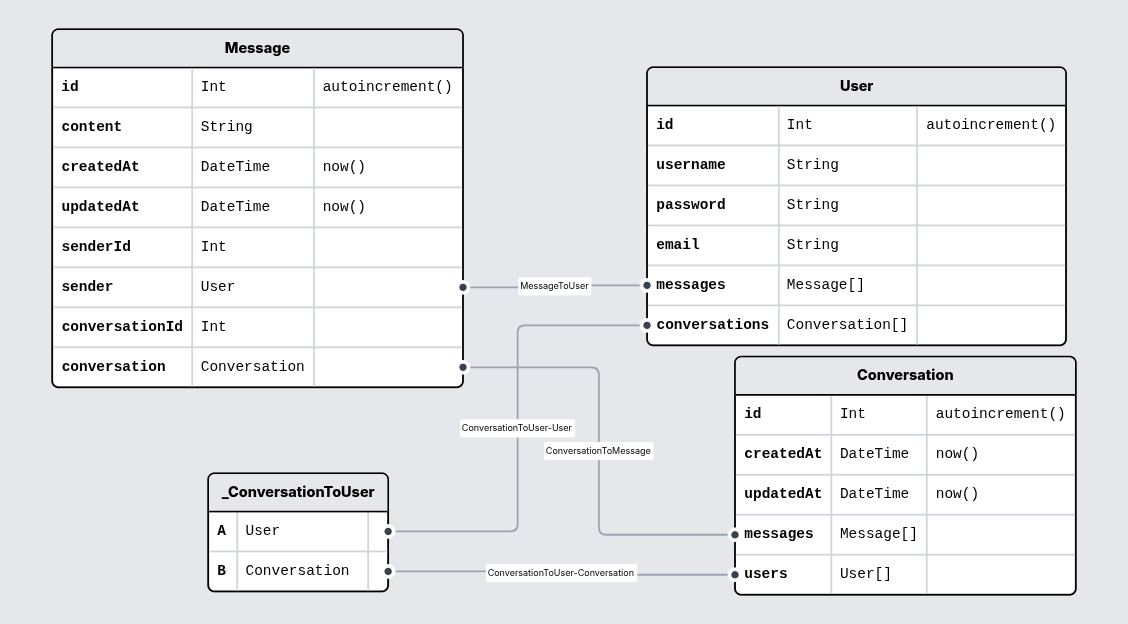 Message
id Int autoincrement()
content String
createdAt DateTime now()
updatedAt DateTime now()
senderId Int
sender User
conversationId Int
conversation Conversation
User
id Int autoincrement()
username String
password String
email String
messages Message[]
conversations Conversation[]
MessageToUser
ConversationToUser-User
ConversationToMessage
Conversation
id Int autoincrement()
createdAt DateTime now()
updatedAt DateTime now()
messages Message[]
users User[]
_ConversationToUser
A User
B Conversation
ConversationToUser-Conversation